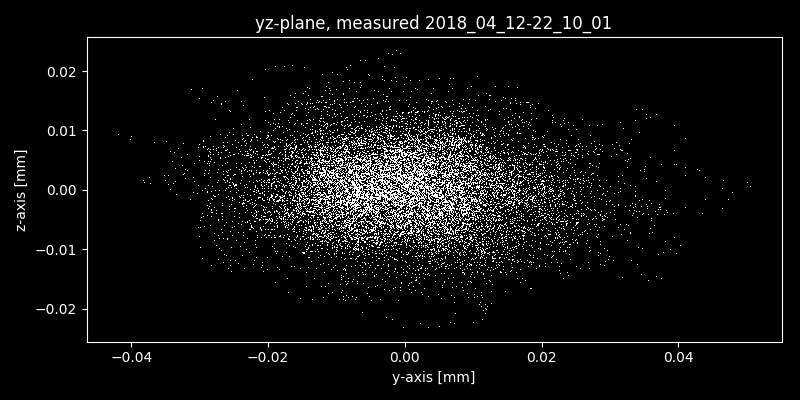 yz-plane, measured 2018_04_12-22_10_01
0.02
0.01
0.00
−0.01
−0.02
z-axis [mm]
−0.04 −0.02 0.00 0.02 0.04
y-axis [mm]